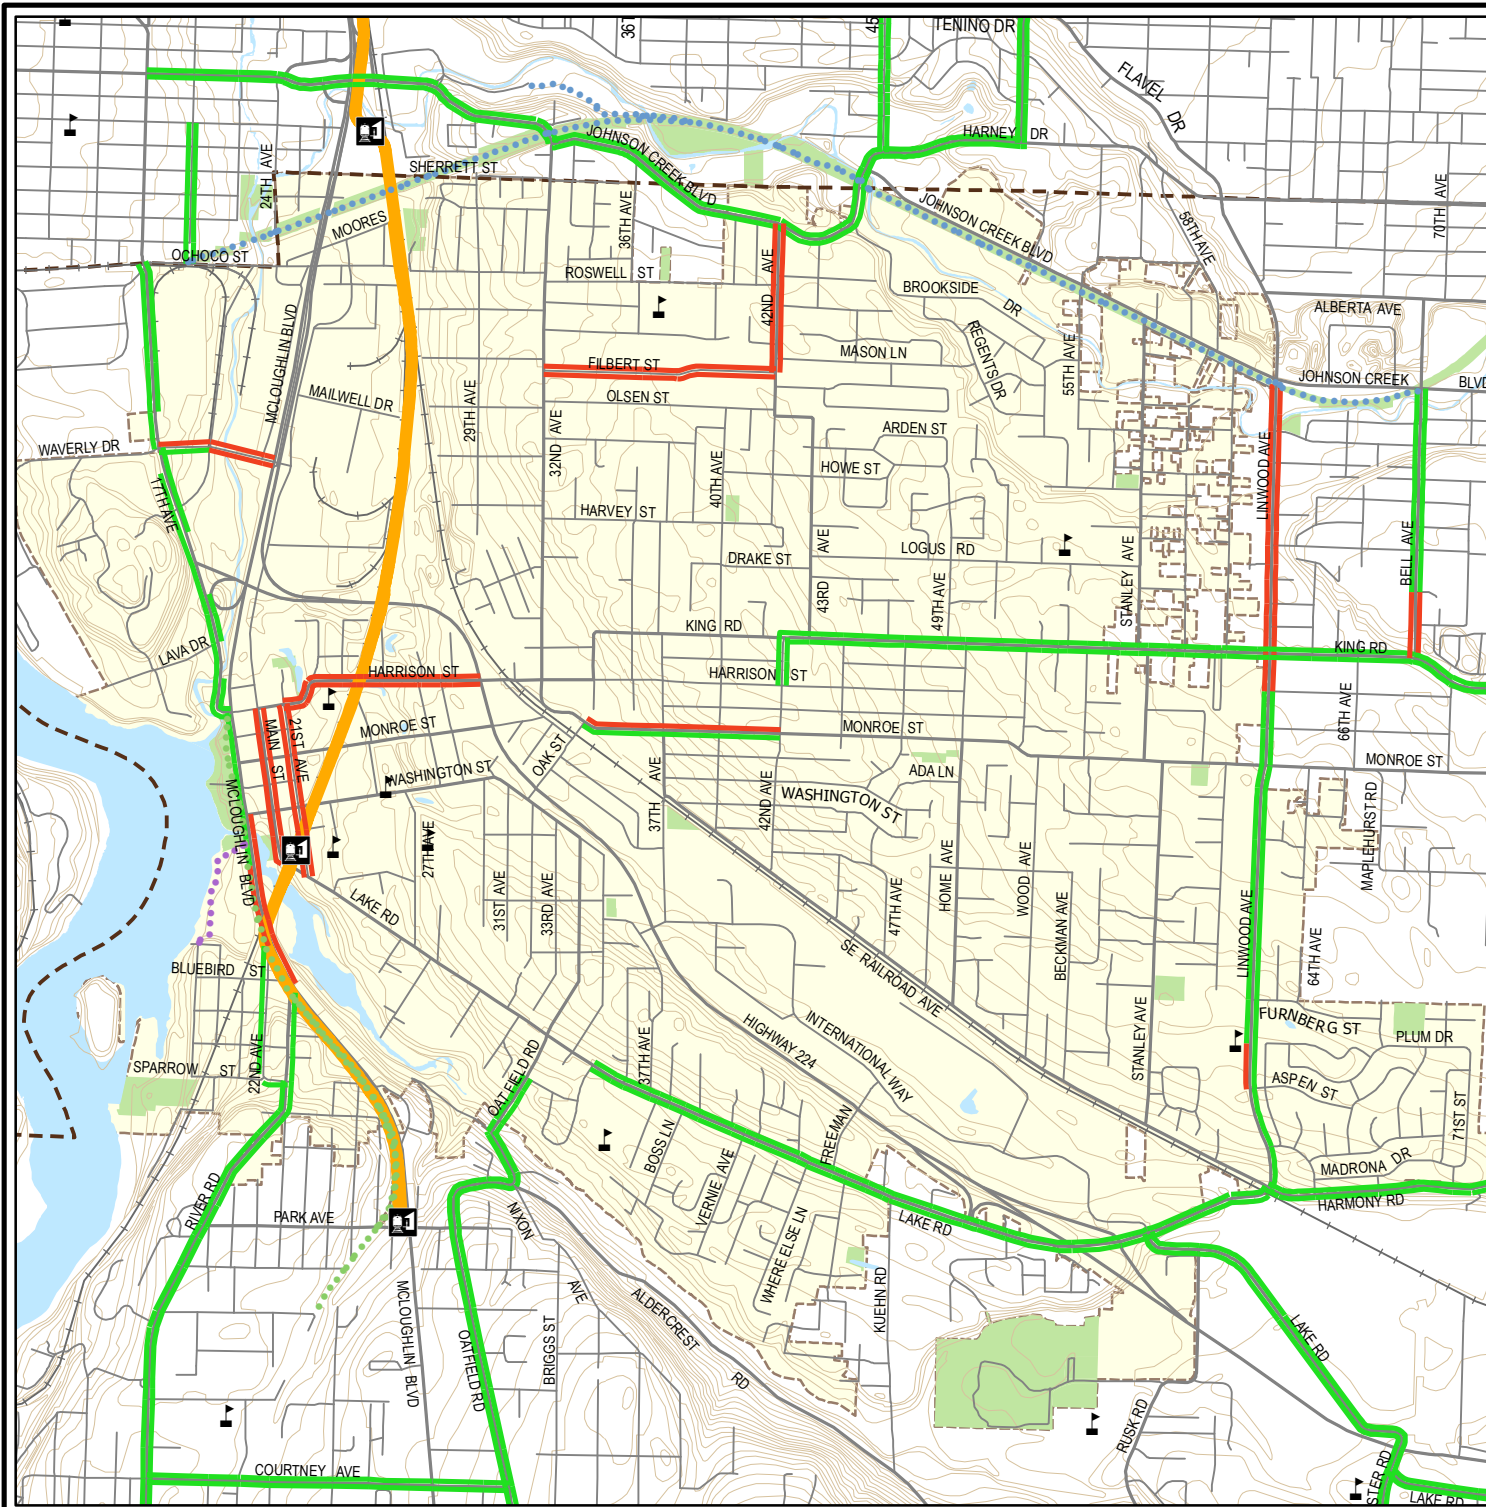 36T
45
TENINO DR
FLAVEL DR
HARNEY DR
JOHNSON CREEK BLVD
24TH AVE
SHERRETT ST
MOORES
36TH AVE
JOHNSON CREEK BLVD
58TH AVE
70TH AVE
OCHOCO ST
ROSWELL ST
42ND AVE
BROOKSIDE DR
ALBERTA AVE
MCLOUGHLIN BLVD
MASON LN
REGENTS DR
55TH AVE
FILBERT ST
JOHNSON CREEK BLVD
MAILWELL DR
OLSEN ST
29TH AVE
32ND AVE
ARDEN ST
WAVERLY DR
HOWE ST
40TH AVE
LINWOOD AVE
17TH AVE
HARVEY ST
DRAKE ST
43RD AVE
LOGUS RD
STANLEY AVE
BELL AVE
49TH AVE
KING RD
LAVA DR
KING RD
HARRISON ST
HARRISON ST
66TH AVE
MAIN ST
21ST AVE
MONROE ST
OAK ST
MONROE ST
MONROE ST
WASHINGTON ST
ADA LN
MCLOUGHLIN BLVD
37TH AVE
42ND AVE
WASHINGTON ST
MAPLEHURST RD
27TH AVE
LAKE RD
31ST AVE
33RD AVE
47TH AVE
HOME AVE
WOOD AVE
BECKMAN AVE
LINWOOD AVE
64TH AVE
BLUEBIRD ST
SE RAILROAD AVE
HIGHWAY 224
INTERNATIONAL WAY
FURNBERG ST
PLUM DR
SPARROW ST
22ND AVE
OATFIELD RD
37TH AVE
STANLEY AVE
ASPEN ST
71ST ST
BOSS LN
VERNIE AVE
FREEMAN
MADRONA DR
HARMONY RD
RIVER RD
PARK AVE
NIXON AVE
LAKE RD
WHERE ELSE LN
KUEHN RD
MCLOUGHLIN BLVD
OATFIELD RD
BRIGGS ST
ALDERCREST RD
LAKE RD
RUSK RD
COURTNEY AVE
STER RD
LAKE RD